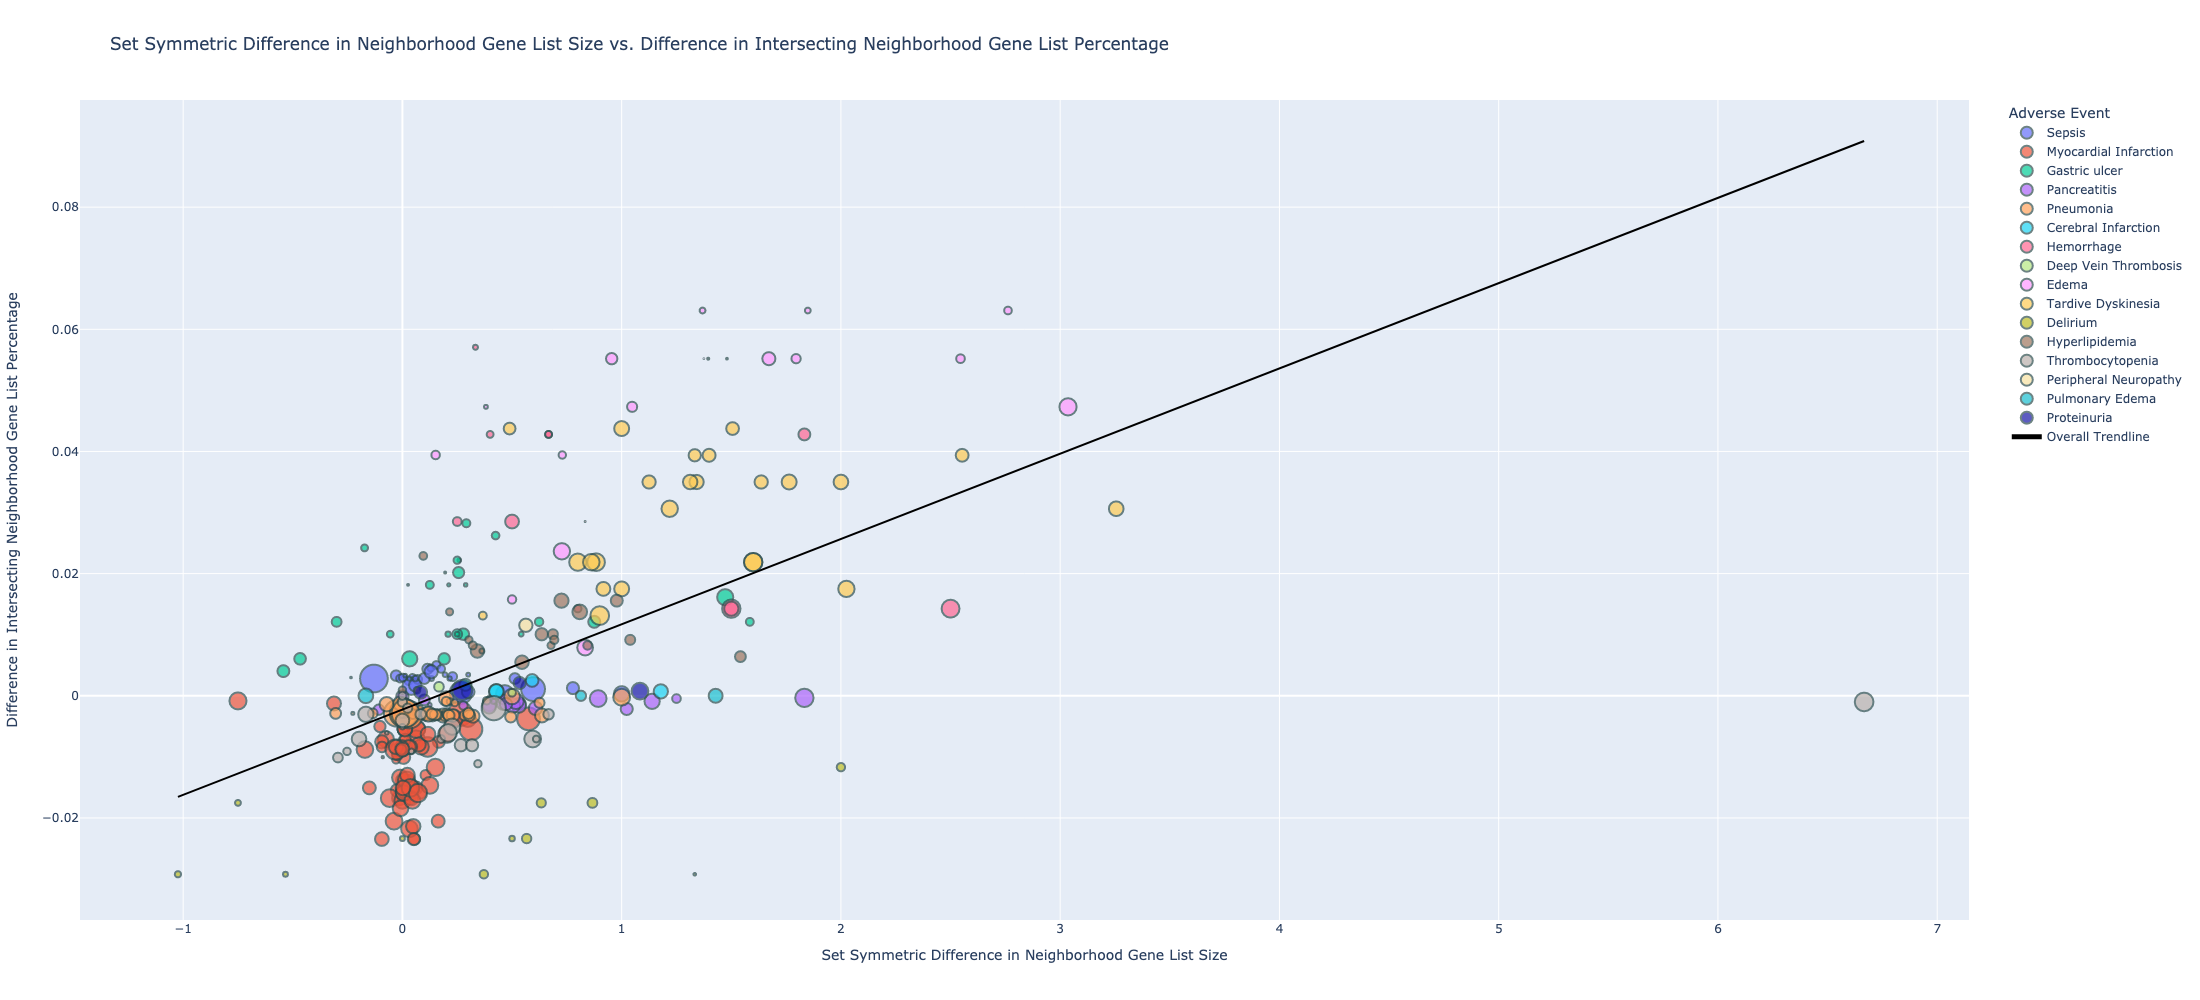 Set Symmetric Difference in Neighborhood Gene List Size vs. Difference in Intersecting Neighborhood Gene List Percentage
Difference in Intersecting Neighborhood Gene List Percentage
0.08
0.06
0.04
0.02
0
−0.02
−1
0
1
2
3
4
5
6
7
Set Symmetric Difference in Neighborhood Gene List Size
Adverse Event
Sepsis
Myocardial Infarction
Gastric ulcer
Pancreatitis
Pneumonia
Cerebral Infarction
Hemorrhage
Deep Vein Thrombosis
Edema
Tardive Dyskinesia
Delirium
Hyperlipidemia
Thrombocytopenia
Peripheral Neuropathy
Pulmonary Edema
Proteinuria
Overall Trendline